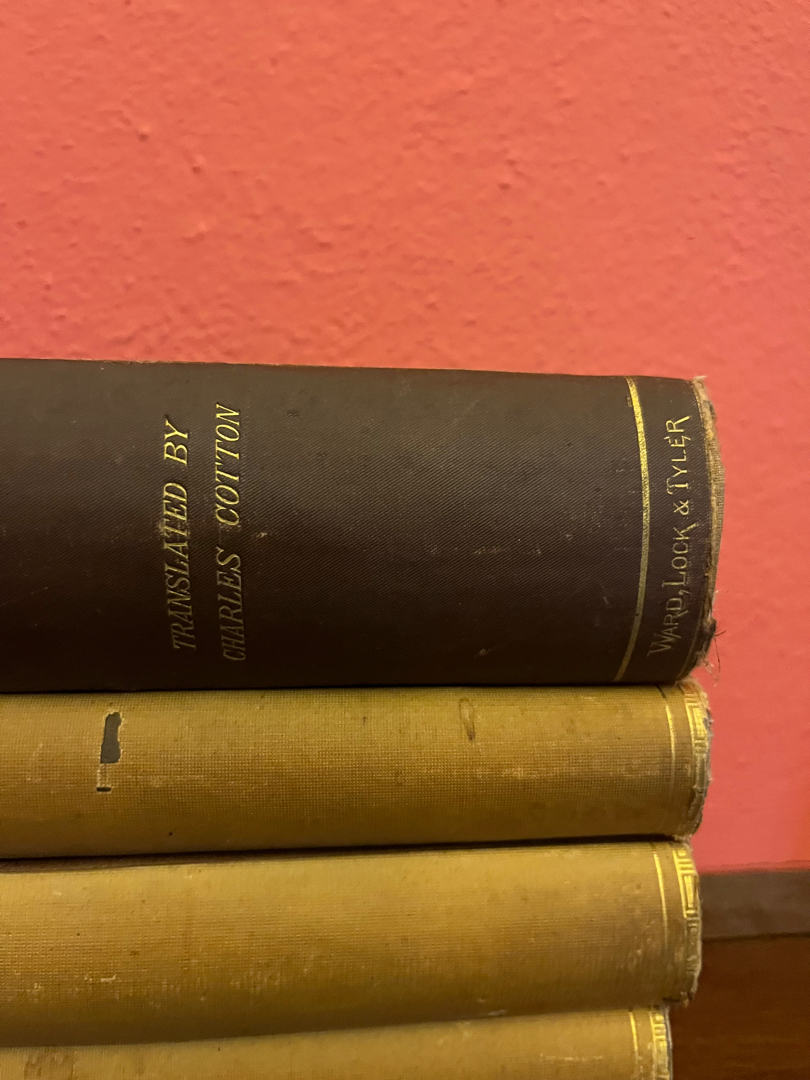 TRANSLATED BY
CHARLES COTTON
WARD, LOCK & TYLER